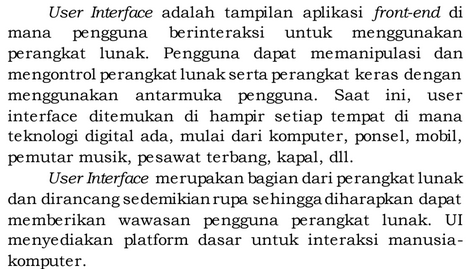 User Interface adalah tampilan aplikasi front-end di
mana pengguna berinteraksi untuk menggunakan
perangkat lunak. Pengguna dapat memanipulasi dan
mengontrol perangkat lunak serta perangkat keras dengan
menggunakan antarmuka pengguna. Saat ini, user
interface ditemukan di hampir setiap tempat di mana
teknologi digital ada, mulai dari komputer, ponsel, mobil,
pemutar musik, pesawat terbang, kapal, dll.
User Interface merupakan bagian dari perangkat lunak
dan dirancang sedemikian rupa sehingga diharapkan dapat
memberikan wawasan pengguna perangkat lunak. UI
menyediakan platform dasar untuk interaksi manusia-
komputer.